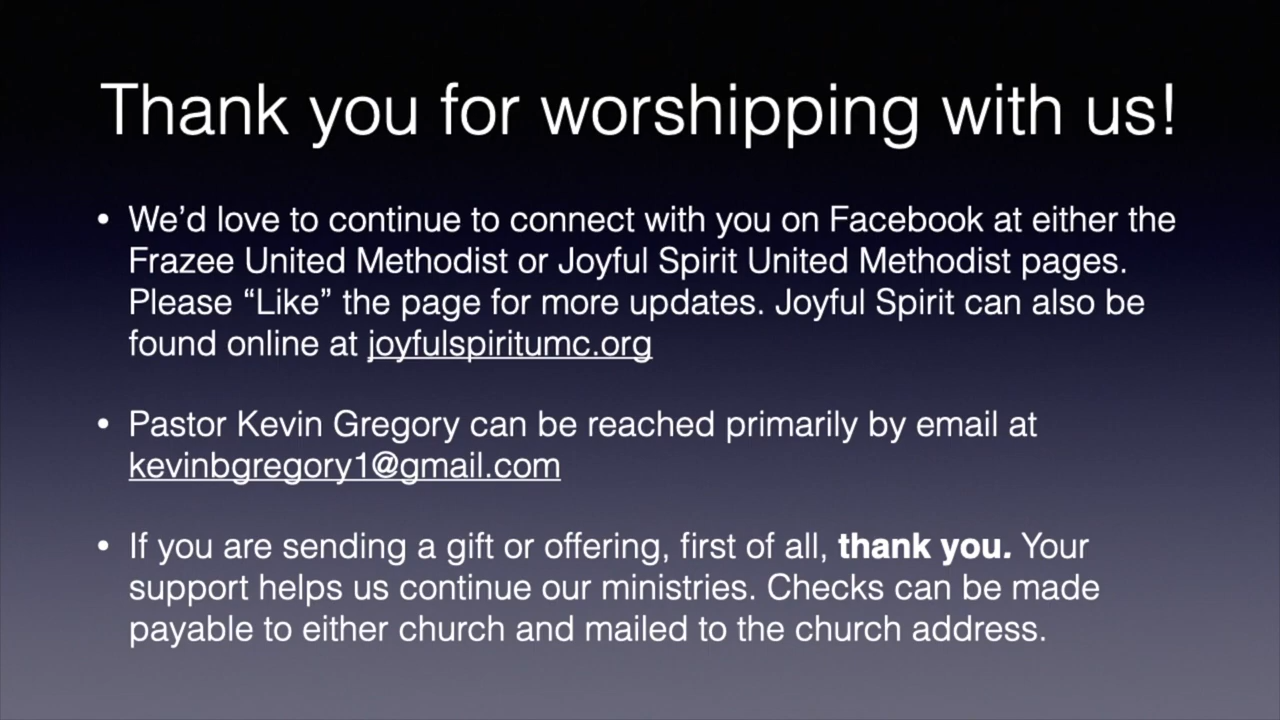 Thank you for worshipping with us!
• We’d love to continue to connect with you on Facebook at either the
Frazee United Methodist or Joyful Spirit United Methodist pages.
Please “Like” the page for more updates. Joyful Spirit can also be
found online at joyfulspiritumc.org
• Pastor Kevin Gregory can be reached primarily by email at
kevinbgregory1@gmail.com
• If you are sending a gift or offering, first of all, thank you. Your
support helps us continue our ministries. Checks can be made
payable to either church and mailed to the church address.